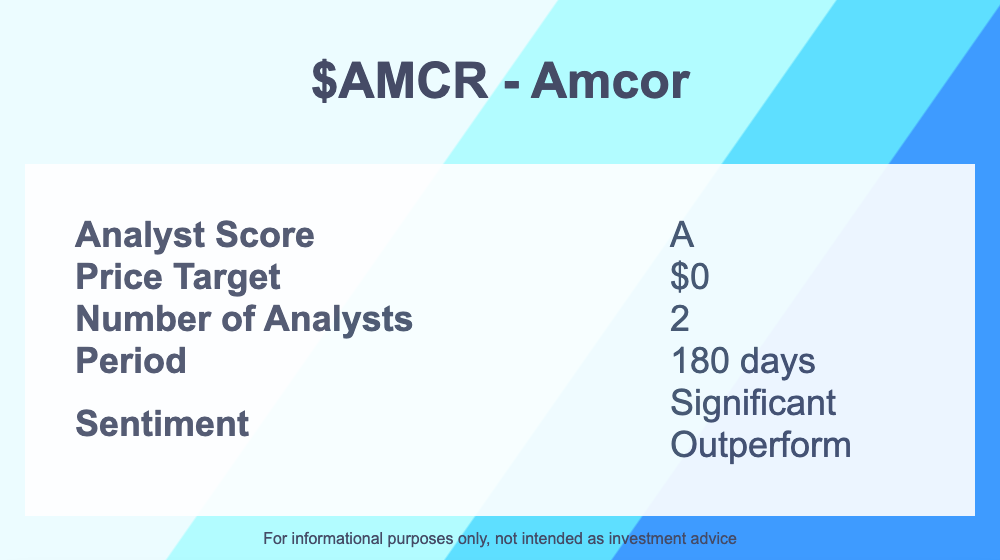 $AMCR - Amcor
Analyst Score A
Price Target $0
Number of Analysts 2
Period 180 days
Sentiment Significant
Outperform
For informational purposes only, not intended as investment advice